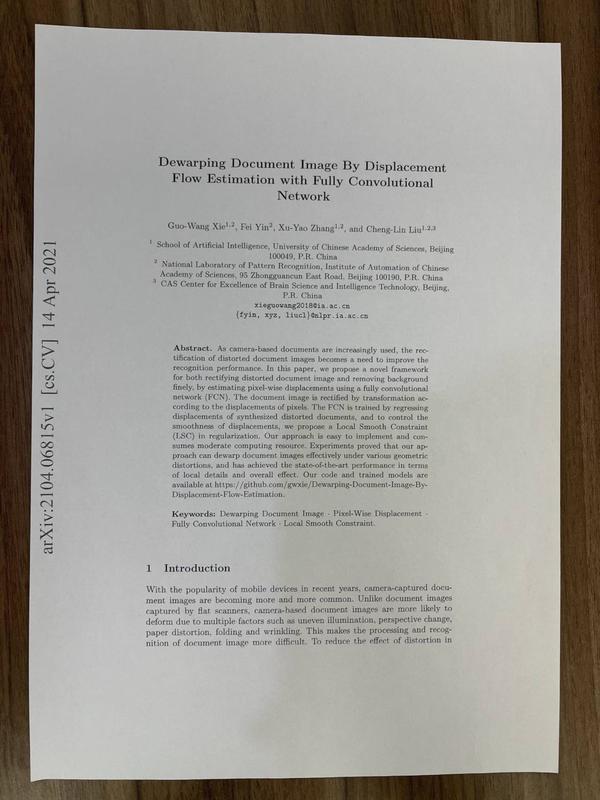 Dewarping Document Image By Displacement
Flow Estimation with Fully Convolutional
Network
Guo-Wang Xie1,2, Fei Yin2, Xu-Yao Zhang1,2, and Cheng-Lin Liu1,2,3
1 School of Artificial Intelligence, University of Chinese Academy of Sciences, Beijing
100049, P.R. China
2 National Laboratory of Pattern Recognition, Institute of Automation of Chinese
Academy of Sciences, 95 Zhongguancun East Road, Beijing 100190, P.R. China
3 CAS Center for Excellence of Brain Science and Intelligence Technology, Beijing,
P.R. China
xieguowang2018@ia.ac.cn
{fyin, xyz, liucl}@nlpr.ia.ac.cn
arXiv:2104.06815v1 [cs.CV] 14 Apr 2021
Abstract. As camera-based documents are increasingly used, the rec-
tification of distorted document images becomes a need to improve the
recognition performance. In this paper, we propose a novel framework
for both rectifying distorted document image and removing background
finely, by estimating pixel-wise displacements using a fully convolutional
network (FCN). The document image is rectified by transformation ac-
cording to the displacements of pixels. The FCN is trained by regressing
displacements of synthesized distorted documents, and to control the
smoothness of displacements, we propose a Local Smooth Constraint
(LSC) in regularization. Our approach is easy to implement and con-
sumes moderate computing resource. Experiments proved that our ap-
proach can dewarp document images effectively under various geometric
distortions, and has achieved the state-of-the-art performance in terms
of local details and overall effect. Our code and trained models are
available at https://github.com/gwxie/Dewarping-Document-Image-By-
Displacement-Flow-Estimation.
Keywords: Dewarping Document Image · Pixel-Wise Displacement ·
Fully Convolutional Network · Local Smooth Constraint.
1 Introduction
With the popularity of mobile devices in recent years, camera-captured docu-
ment images are becoming more and more common. Unlike document images
captured by flat scanners, camera-based document images are more likely to
deform due to multiple factors such as uneven illumination, perspective change,
paper distortion, folding and wrinkling. This makes the processing and recog-
nition of document image more difficult. To reduce the effect of distortion in